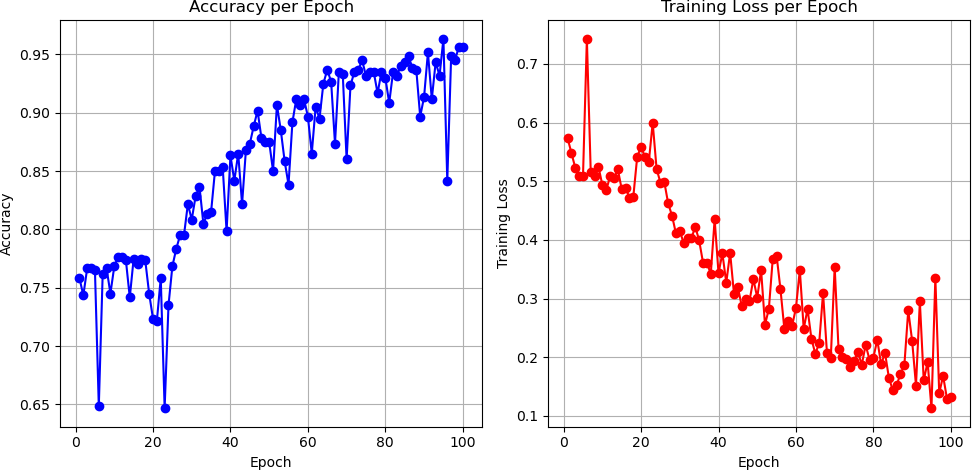 Accuracy per Epoch
Accuracy
0.95
0.90
0.85
0.80
0.75
0.70
0.65
0 20 40 60 80 100
Epoch
Training Loss per Epoch
Training Loss
0.7
0.6
0.5
0.4
0.3
0.2
0.1
0 20 40 60 80 100
Epoch